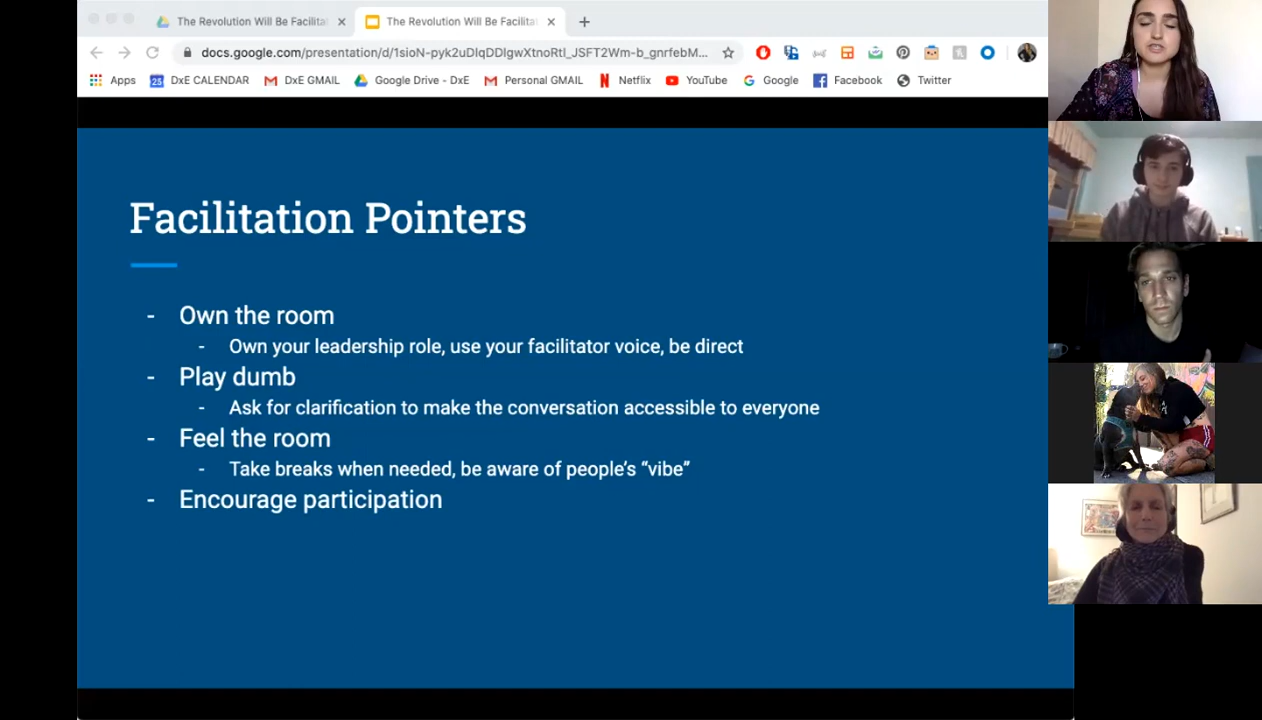 The Revolution Will Be Facilita
The Revolution Will Be Facilita
docs.google.com/presentation/d/1sioN-pyk2uDlqDDlgwXtnoRtl_JSFT2Wm-b_gnrfebM...
Apps 25 DxE CALENDAR DxE GMAIL Google Drive - DxE Personal GMAIL Netflix YouTube Google Facebook Twitter
Facilitation Pointers
- Own the room
- Own your leadership role, use your facilitator voice, be direct
- Play dumb
- Ask for clarification to make the conversation accessible to everyone
- Feel the room
- Take breaks when needed, be aware of people's “vibe”
- Encourage participation